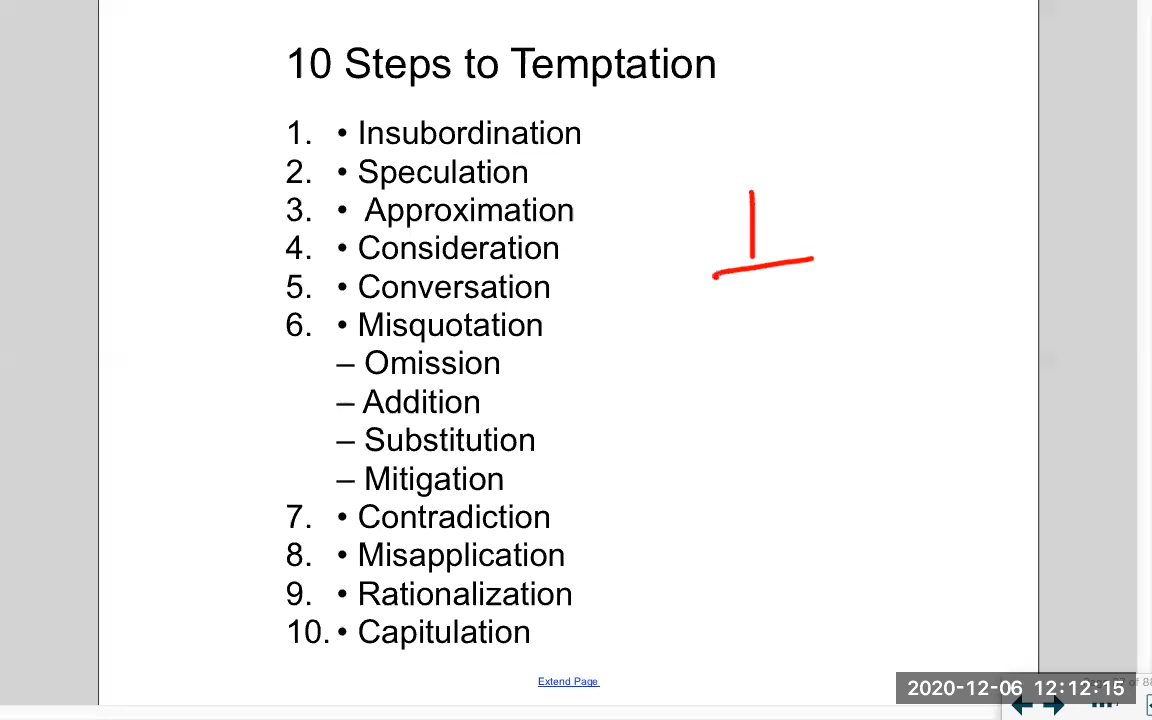 10 Steps to Temptation
1. • Insubordination
2. • Speculation
3. • Approximation
4. • Consideration
5. • Conversation
6. • Misquotation
– Omission
– Addition
– Substitution
– Mitigation
7. • Contradiction
8. • Misapplication
9. • Rationalization
10. • Capitulation
Extend Page
2020-12-06 12:12:15